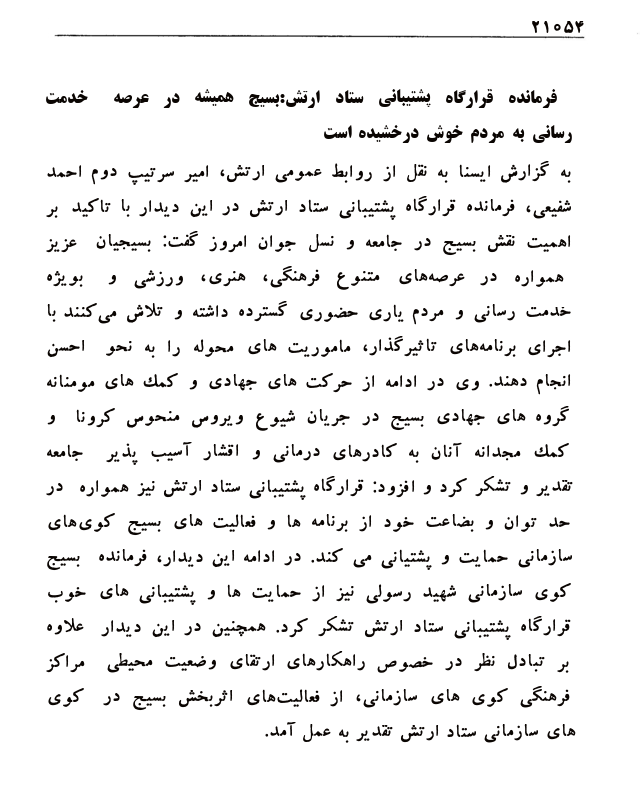 ۲۱۰۵۴
فرمانده قرارگاه پشتیبانی ستاد ارتش:بسیج همیشه در عرصه خدمت
رسانی به مردم خوش درخشیده است
به گزارش ایسنا به نقل از روابط عمومی ارتش، امیر سرتیپ دوم احمد
شفیعی، فرمانده قرارگاه پشتیبانی ستاد ارتش در این دیدار با تاکید بر
اهمیت نقش بسیج در جامعه و نسل جوان امروز گفت: بسیجیان عزیز
همواره در عرصه‌های متنوع فرهنگی، هنری، ورزشی و بویژه
خدمت رسانی و مردم یاری حضوری گسترده داشته و تلاش می‌کنند با
اجرای برنامه‌های تاثیرگذار، ماموریت های محوله را به نحو احسن
انجام دهند. وی در ادامه از حرکت های جهادی و کمك های مومنانه
گروه های جهادی بسیج در جریان شیوع ویروس منحوس کرونا و
کمك مجدانه آنان به کادرهای درمانی و اقشار آسیب پذیر جامعه
تقدیر و تشکر کرد و افزود: قرارگاه پشتیبانی ستاد ارتش نیز همواره در
حد توان و بضاعت خود از برنامه ها و فعالیت های بسیج کوی‌های
سازمانی حمایت و پشتیانی می کند. در ادامه این دیدار، فرمانده بسیج
کوی سازمانی شهید رسولی نیز از حمایت ها و پشتیبانی های خوب
قرارگاه پشتیبانی ستاد ارتش تشکر کرد. همچنین در این دیدار علاوه
بر تبادل نظر در خصوص راهکارهای ارتقای وضعیت محیطی مراکز
فرهنگی کوی های سازمانی، از فعالیت‌های اثربخش بسیج در کوی
های سازمانی ستاد ارتش تقدیر به عمل آمد.